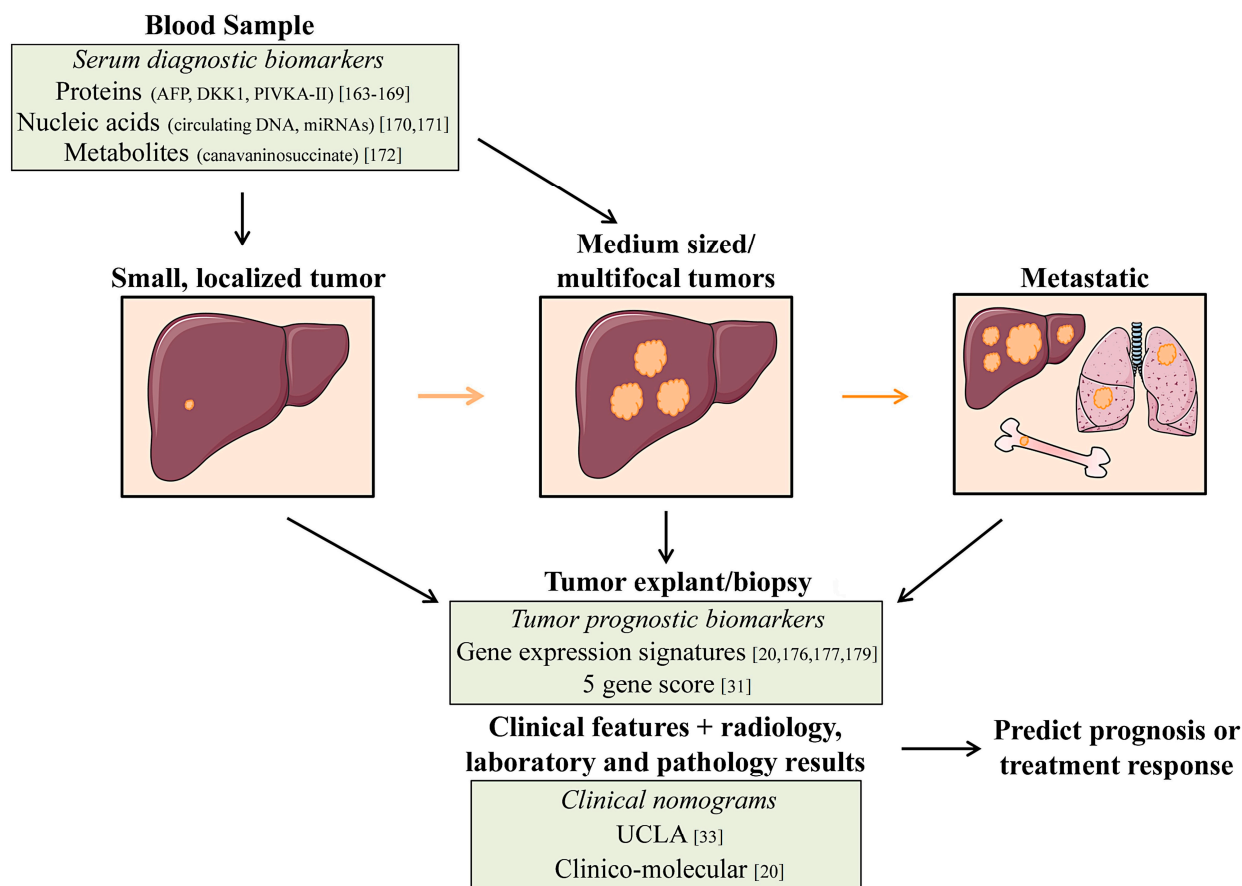 Blood Sample
Serum diagnostic biomarkers
Proteins (AFP, DKK1, PIVKA-II) [163-169]
Nucleic acids (circulating DNA, miRNAs) [170,171]
Metabolites (canavaninosuccinate) [172]
Small, localized tumor
Medium sized/
multifocal tumors
Metastatic
Tumor explant/biopsy
Tumor prognostic biomarkers
Gene expression signatures [20,176,177,179]
5 gene score [31]
Clinical features + radiology,
laboratory and pathology results
Predict prognosis or
treatment response
Clinical nomograms
UCLA [33]
Clinico-molecular [20]